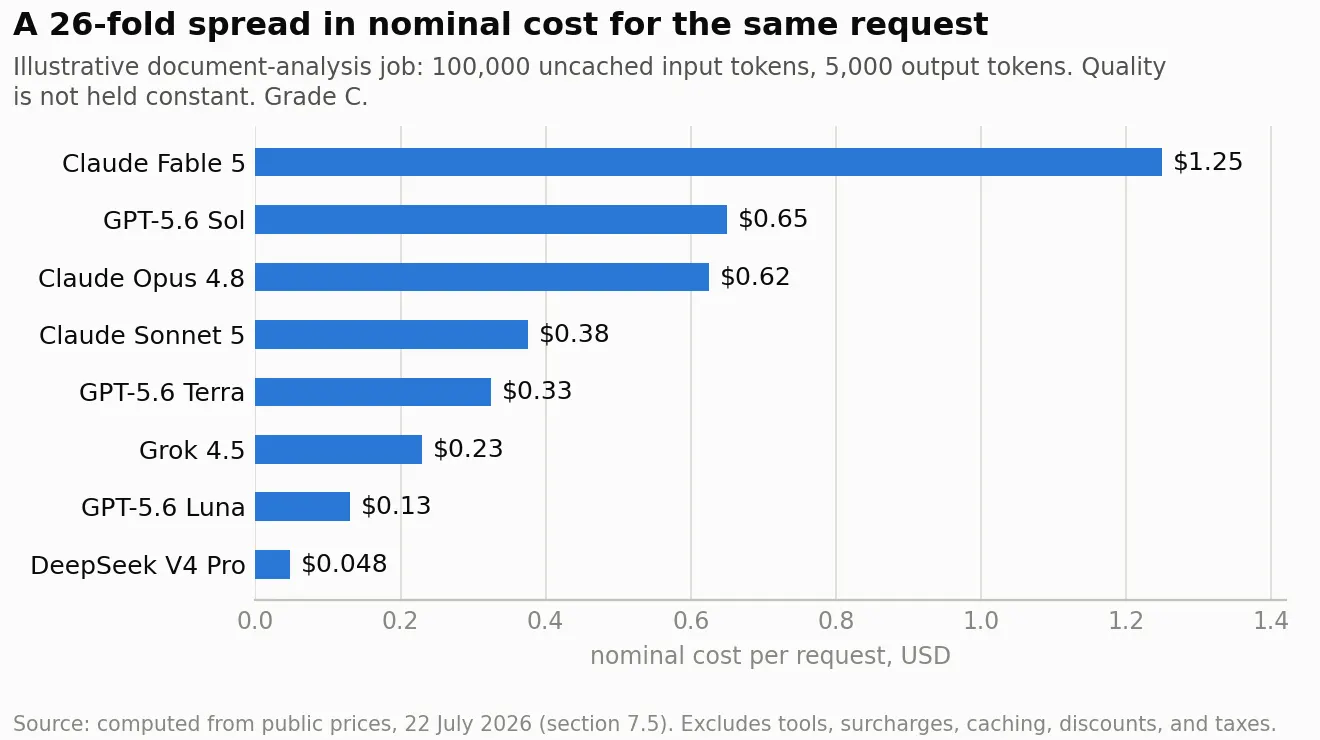 A 26-fold spread in nominal cost for the same request
Illustrative document-analysis job: 100,000 uncached input tokens, 5,000 output tokens. Quality
is not held constant. Grade C.
Claude Fable 5 $1.25
GPT-5.6 Sol $0.65
Claude Opus 4.8 $0.62
Claude Sonnet 5 $0.38
GPT-5.6 Terra $0.33
Grok 4.5 $0.23
GPT-5.6 Luna $0.13
DeepSeek V4 Pro $0.048
0.0 0.2 0.4 0.6 0.8 1.0 1.2 1.4
nominal cost per request, USD
Source: computed from public prices, 22 July 2026 (section 7.5). Excludes tools, surcharges, caching, discounts, and taxes.